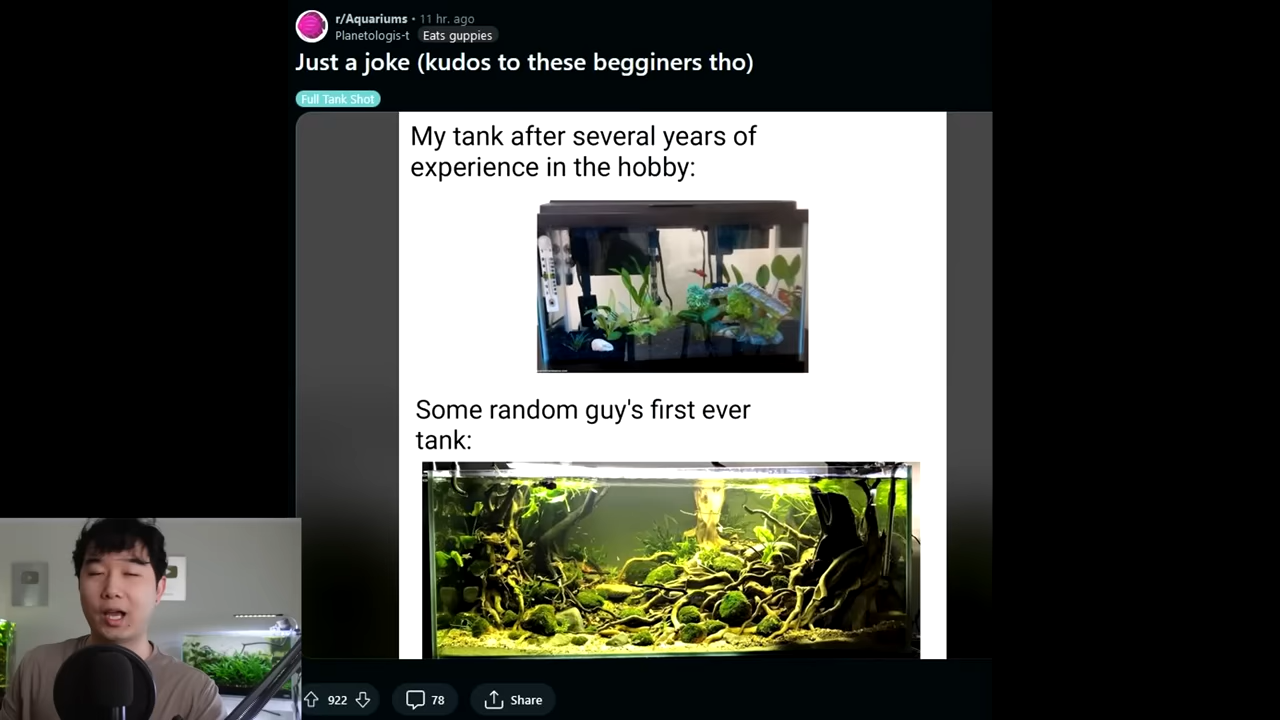 r/Aquariums • 11 hr. ago
Planetologis-t Eats guppies
Just a joke (kudos to these begginers tho)
Full Tank Shot
My tank after several years of
experience in the hobby:
Some random guy's first ever
tank:
922
78
Share